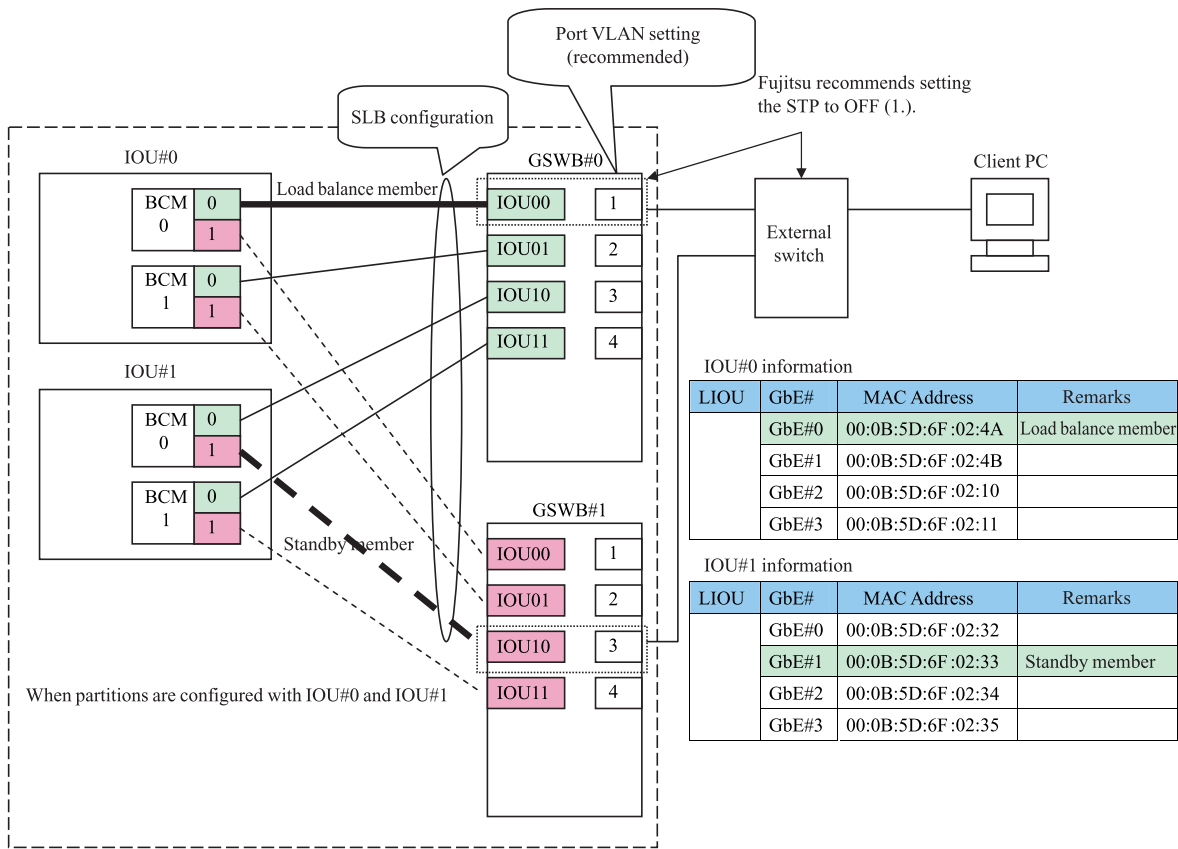 Port VLAN setting
(recommended)
Fujitsu recommends setting
the STP to OFF (1.).
SLB configuration
IOU#0
GSWB#0
Client PC
Load balance member
BCM
0
0
1
BCM
1
0
1
IOU00
1
IOU01
2
IOU10
3
IOU11
4
External
switch
IOU#1
BCM
0
0
1
BCM
1
0
1
Standby member
GSWB#1
IOU00
1
IOU01
2
IOU10
3
IOU11
4
When partitions are configured with IOU#0 and IOU#1
IOU#0 information
LIOU GbE# MAC Address Remarks
GbE#0 00:0B:5D:6F:02:4A Load balance member
GbE#1 00:0B:5D:6F:02:4B
GbE#2 00:0B:5D:6F:02:10
GbE#3 00:0B:5D:6F:02:11
IOU#1 information
LIOU GbE# MAC Address Remarks
GbE#0 00:0B:5D:6F:02:32
GbE#1 00:0B:5D:6F:02:33 Standby member
GbE#2 00:0B:5D:6F:02:34
GbE#3 00:0B:5D:6F:02:35